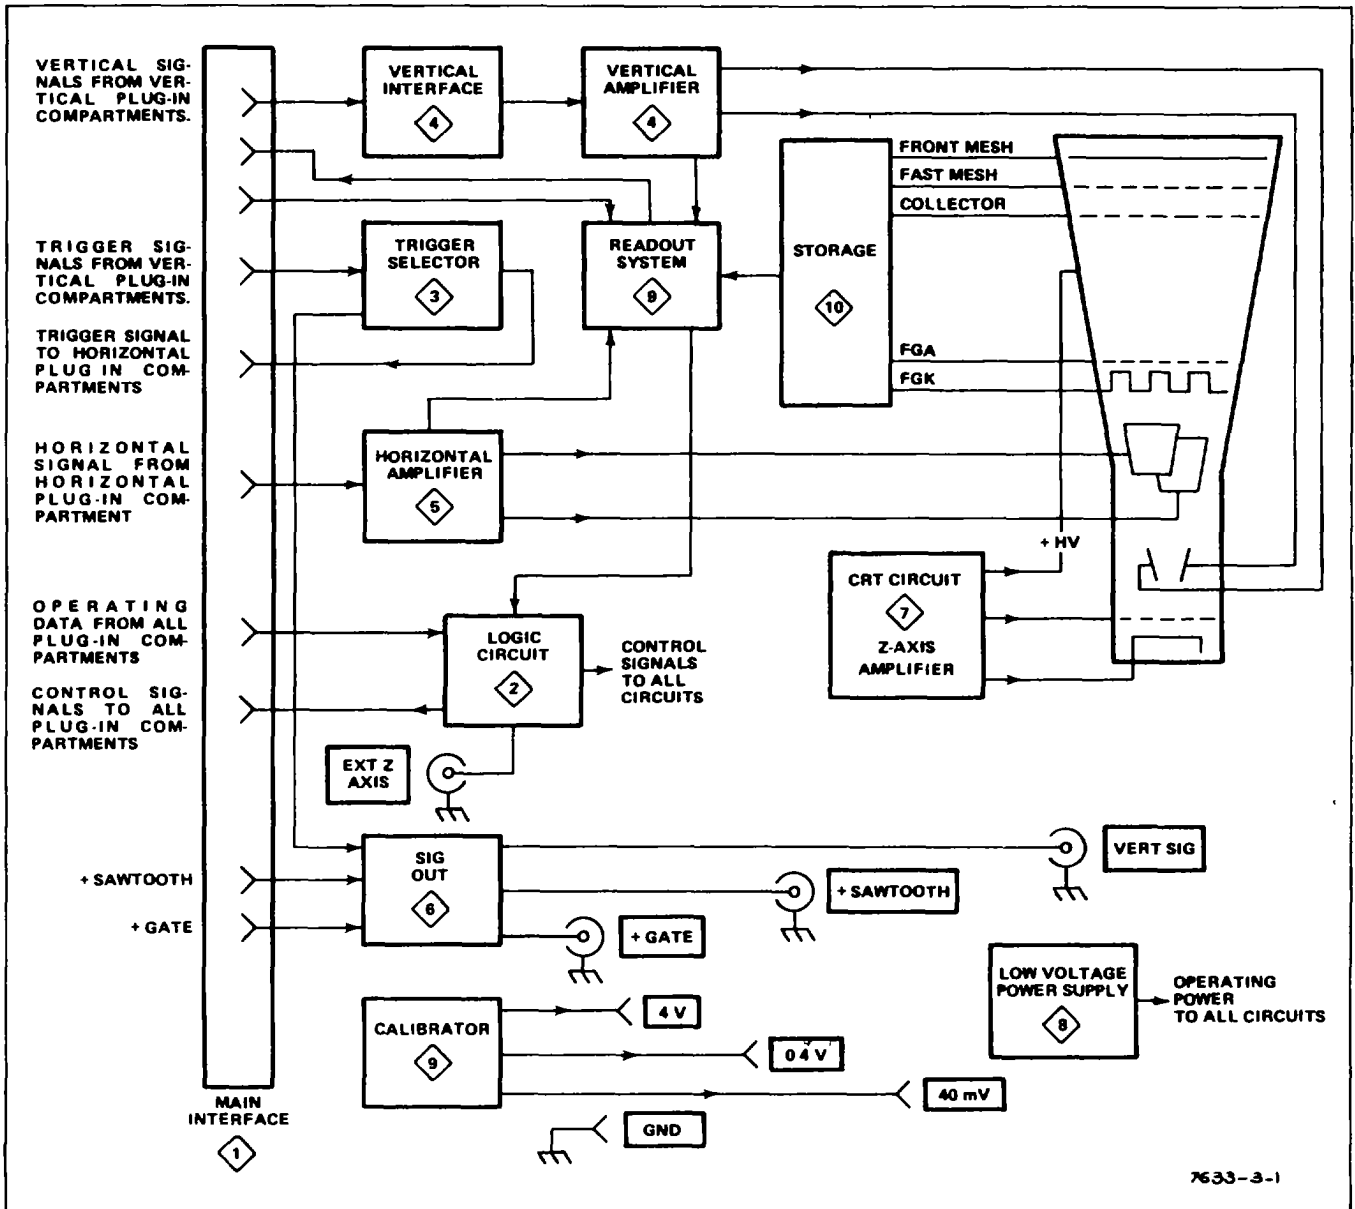 VERTICAL SIG-
NALS FROM VER-
TICAL PLUG-IN
COMPARTMENTS.
VERTICAL
INTERFACE
4
VERTICAL
AMPLIFIER
4
FRONT MESH
FAST MESH
COLLECTOR
STORAGE
10
FGA
FGK
TRIGGER SIG-
NALS FROM VER-
TICAL PLUG-IN
COMPARTMENTS.
TRIGGER
SELECTOR
3
READOUT
SYSTEM
9
TRIGGER SIGNAL
TO HORIZONTAL
PLUG IN COM-
PARTMENTS
HORIZONTAL
SIGNAL FROM
HORIZONTAL
PLUG-IN COM-
PARTMENT
HORIZONTAL
AMPLIFIER
5
+ HV
CRT CIRCUIT
7
Z-AXIS
AMPLIFIER
OPERATING
DATA FROM ALL
PLUG-IN COM-
PARTMENTS
LOGIC
CIRCUIT
2
CONTROL
SIGNALS
TO ALL
CIRCUITS
CONTROL SIG-
NALS TO ALL
PLUG-IN COM-
PARTMENTS
EXT Z
AXIS
SIG
OUT
6
VERT SIG
+ SAWTOOTH
+ SAWTOOTH
+ GATE
+ GATE
LOW VOLTAGE
POWER SUPPLY
8
OPERATING
POWER
TO ALL CIRCUITS
CALIBRATOR
9
4 V
0 4 V
40 mV
GND
MAIN
INTERFACE
1
7633-3-1